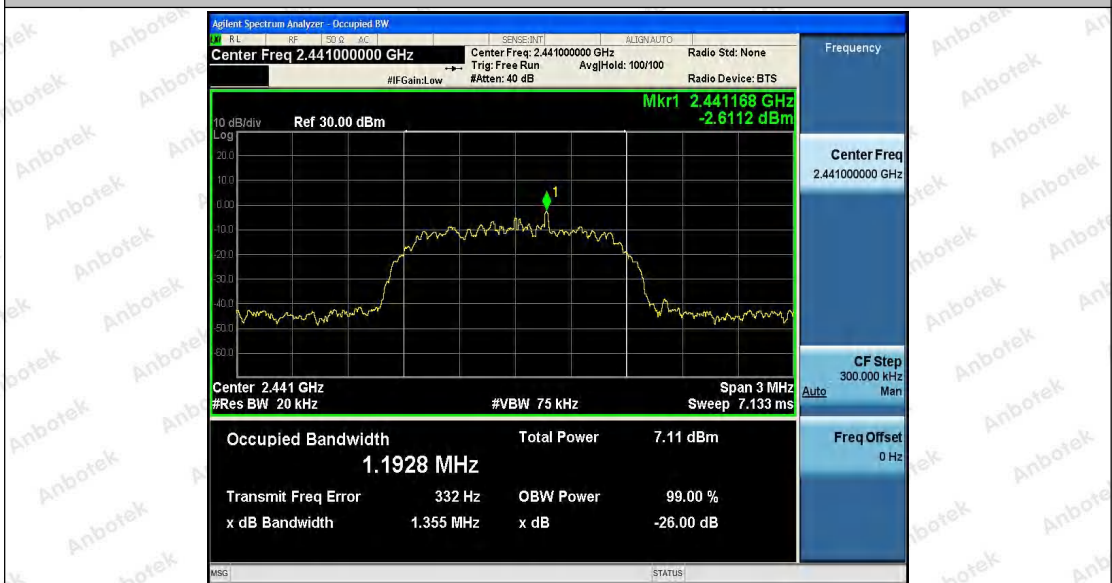 Agilent Spectrum Analyzer - Occupied BW
RL RF 50 Ω AC SENSE:INT ALIGNAUTO
Center Freq 2.441000000 GHz
Center Freq: 2.441000000 GHz Radio Std: None
Trig: Free Run Avg|Hold: 100/100
#IFGain:Low #Atten: 40 dB Radio Device: BTS
Mkr1 2.441168 GHz
-2.6112 dBm
10 dB/div Ref 30.00 dBm
Log
20.0
10.0
0.00
-10.0
-20.0
-30.0
-40.0
-50.0
-60.0
1
Center 2.441 GHz Span 3 MHz
#Res BW 20 kHz #VBW 75 kHz Sweep 7.133 ms
Occupied Bandwidth Total Power 7.11 dBm
1.1928 MHz
Transmit Freq Error 332 Hz OBW Power 99.00 %
x dB Bandwidth 1.355 MHz x dB -26.00 dB
MSG STATUS
Frequency
Center Freq
2.441000000 GHz
CF Step
300.000 kHz
Auto Man
Freq Offset
0 Hz
Anbotek